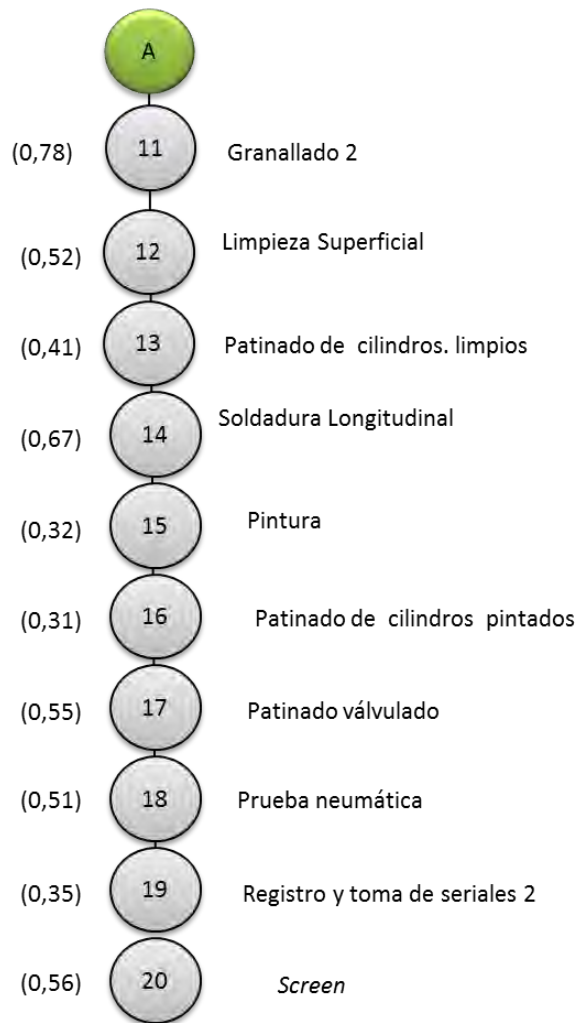 A
(0,78) 11 Granallado 2
(0,52) 12 Limpieza Superficial
(0,41) 13 Patinado de cilindros. limpios
(0,67) 14 Soldadura Longitudinal
(0,32) 15 Pintura
(0,31) 16 Patinado de cilindros pintados
(0,55) 17 Patinado válvulado
(0,51) 18 Prueba neumática
(0,35) 19 Registro y toma de seriales 2
(0,56) 20 Screen